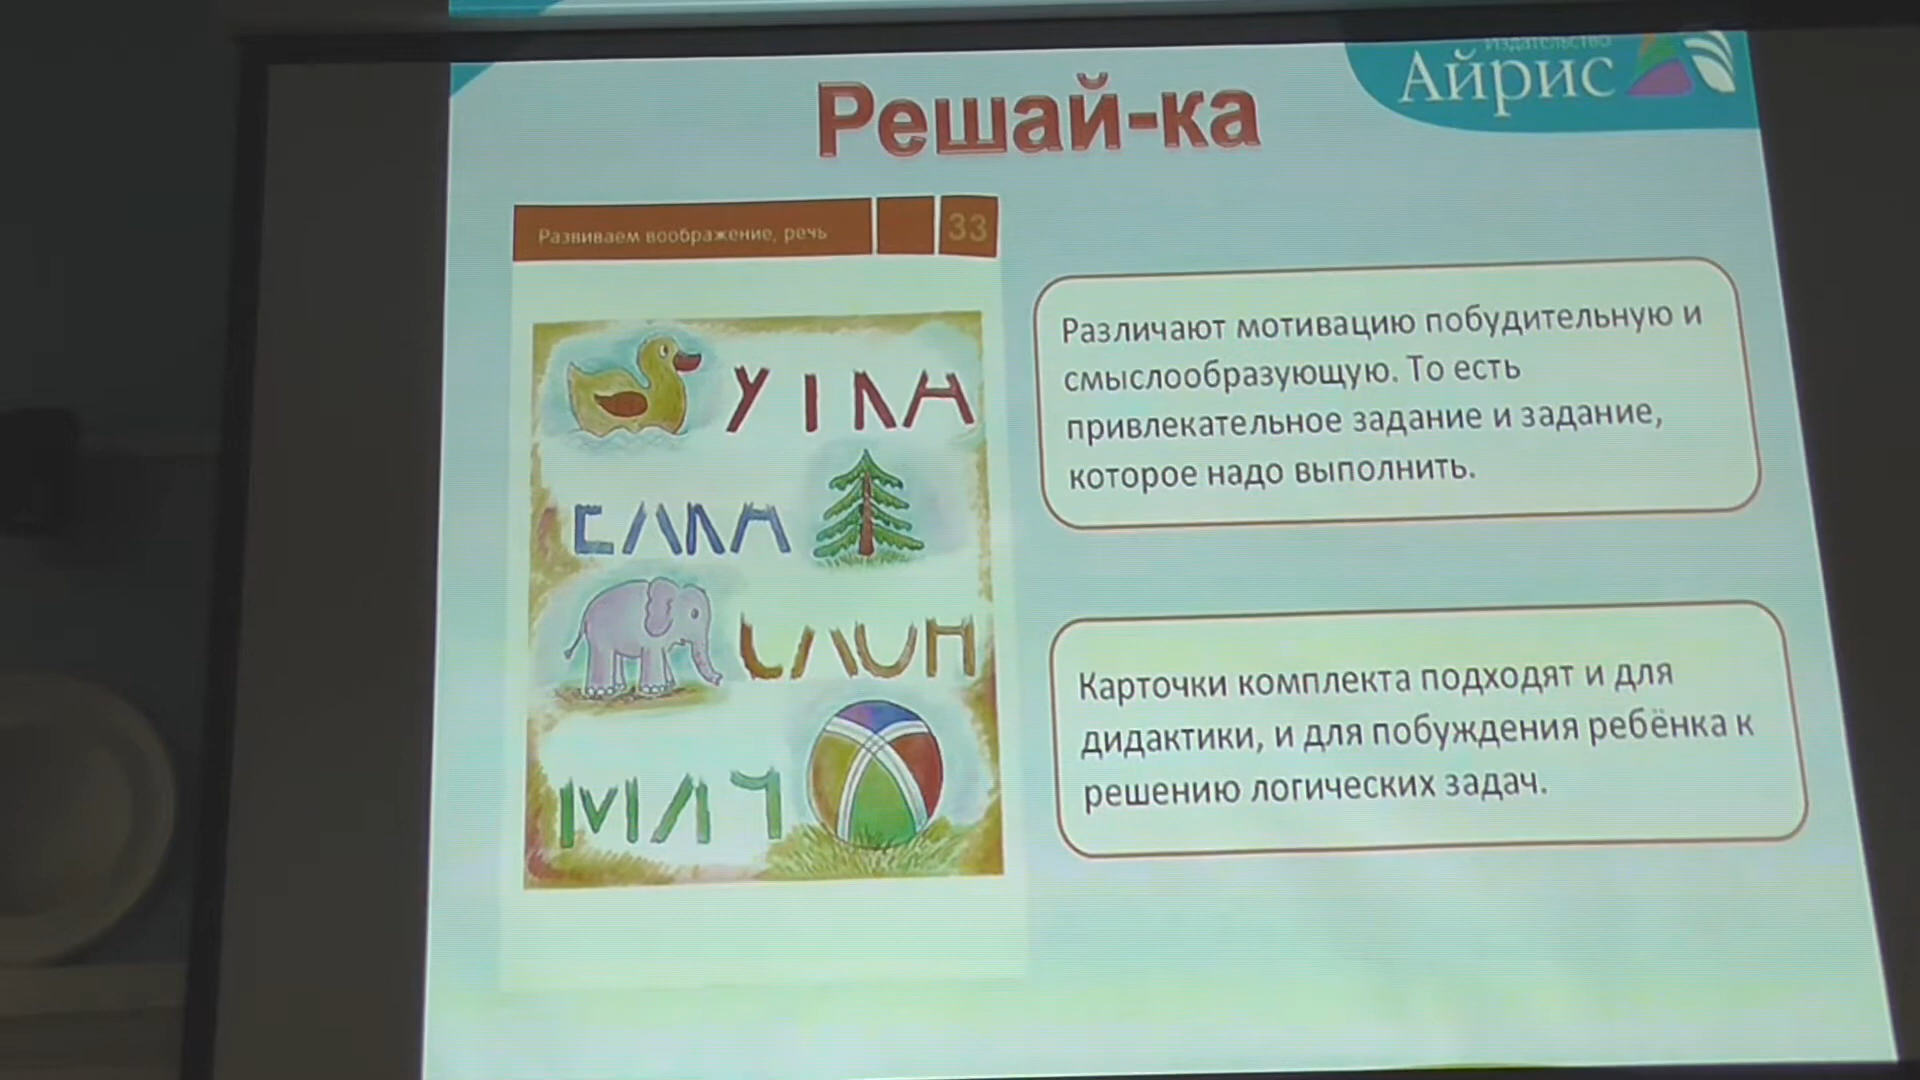 издательство
Айрис
Решай-ка
Развиваем воображение, речь
33
УТКА
ЕЛКА
СЛОН
МЯЧ
Различают мотивацию побудительную и
смыслообразующую. То есть
привлекательное задание и задание,
которое надо выполнить.
Карточки комплекта подходят и для
дидактики, и для побуждения ребёнка к
решению логических задач.